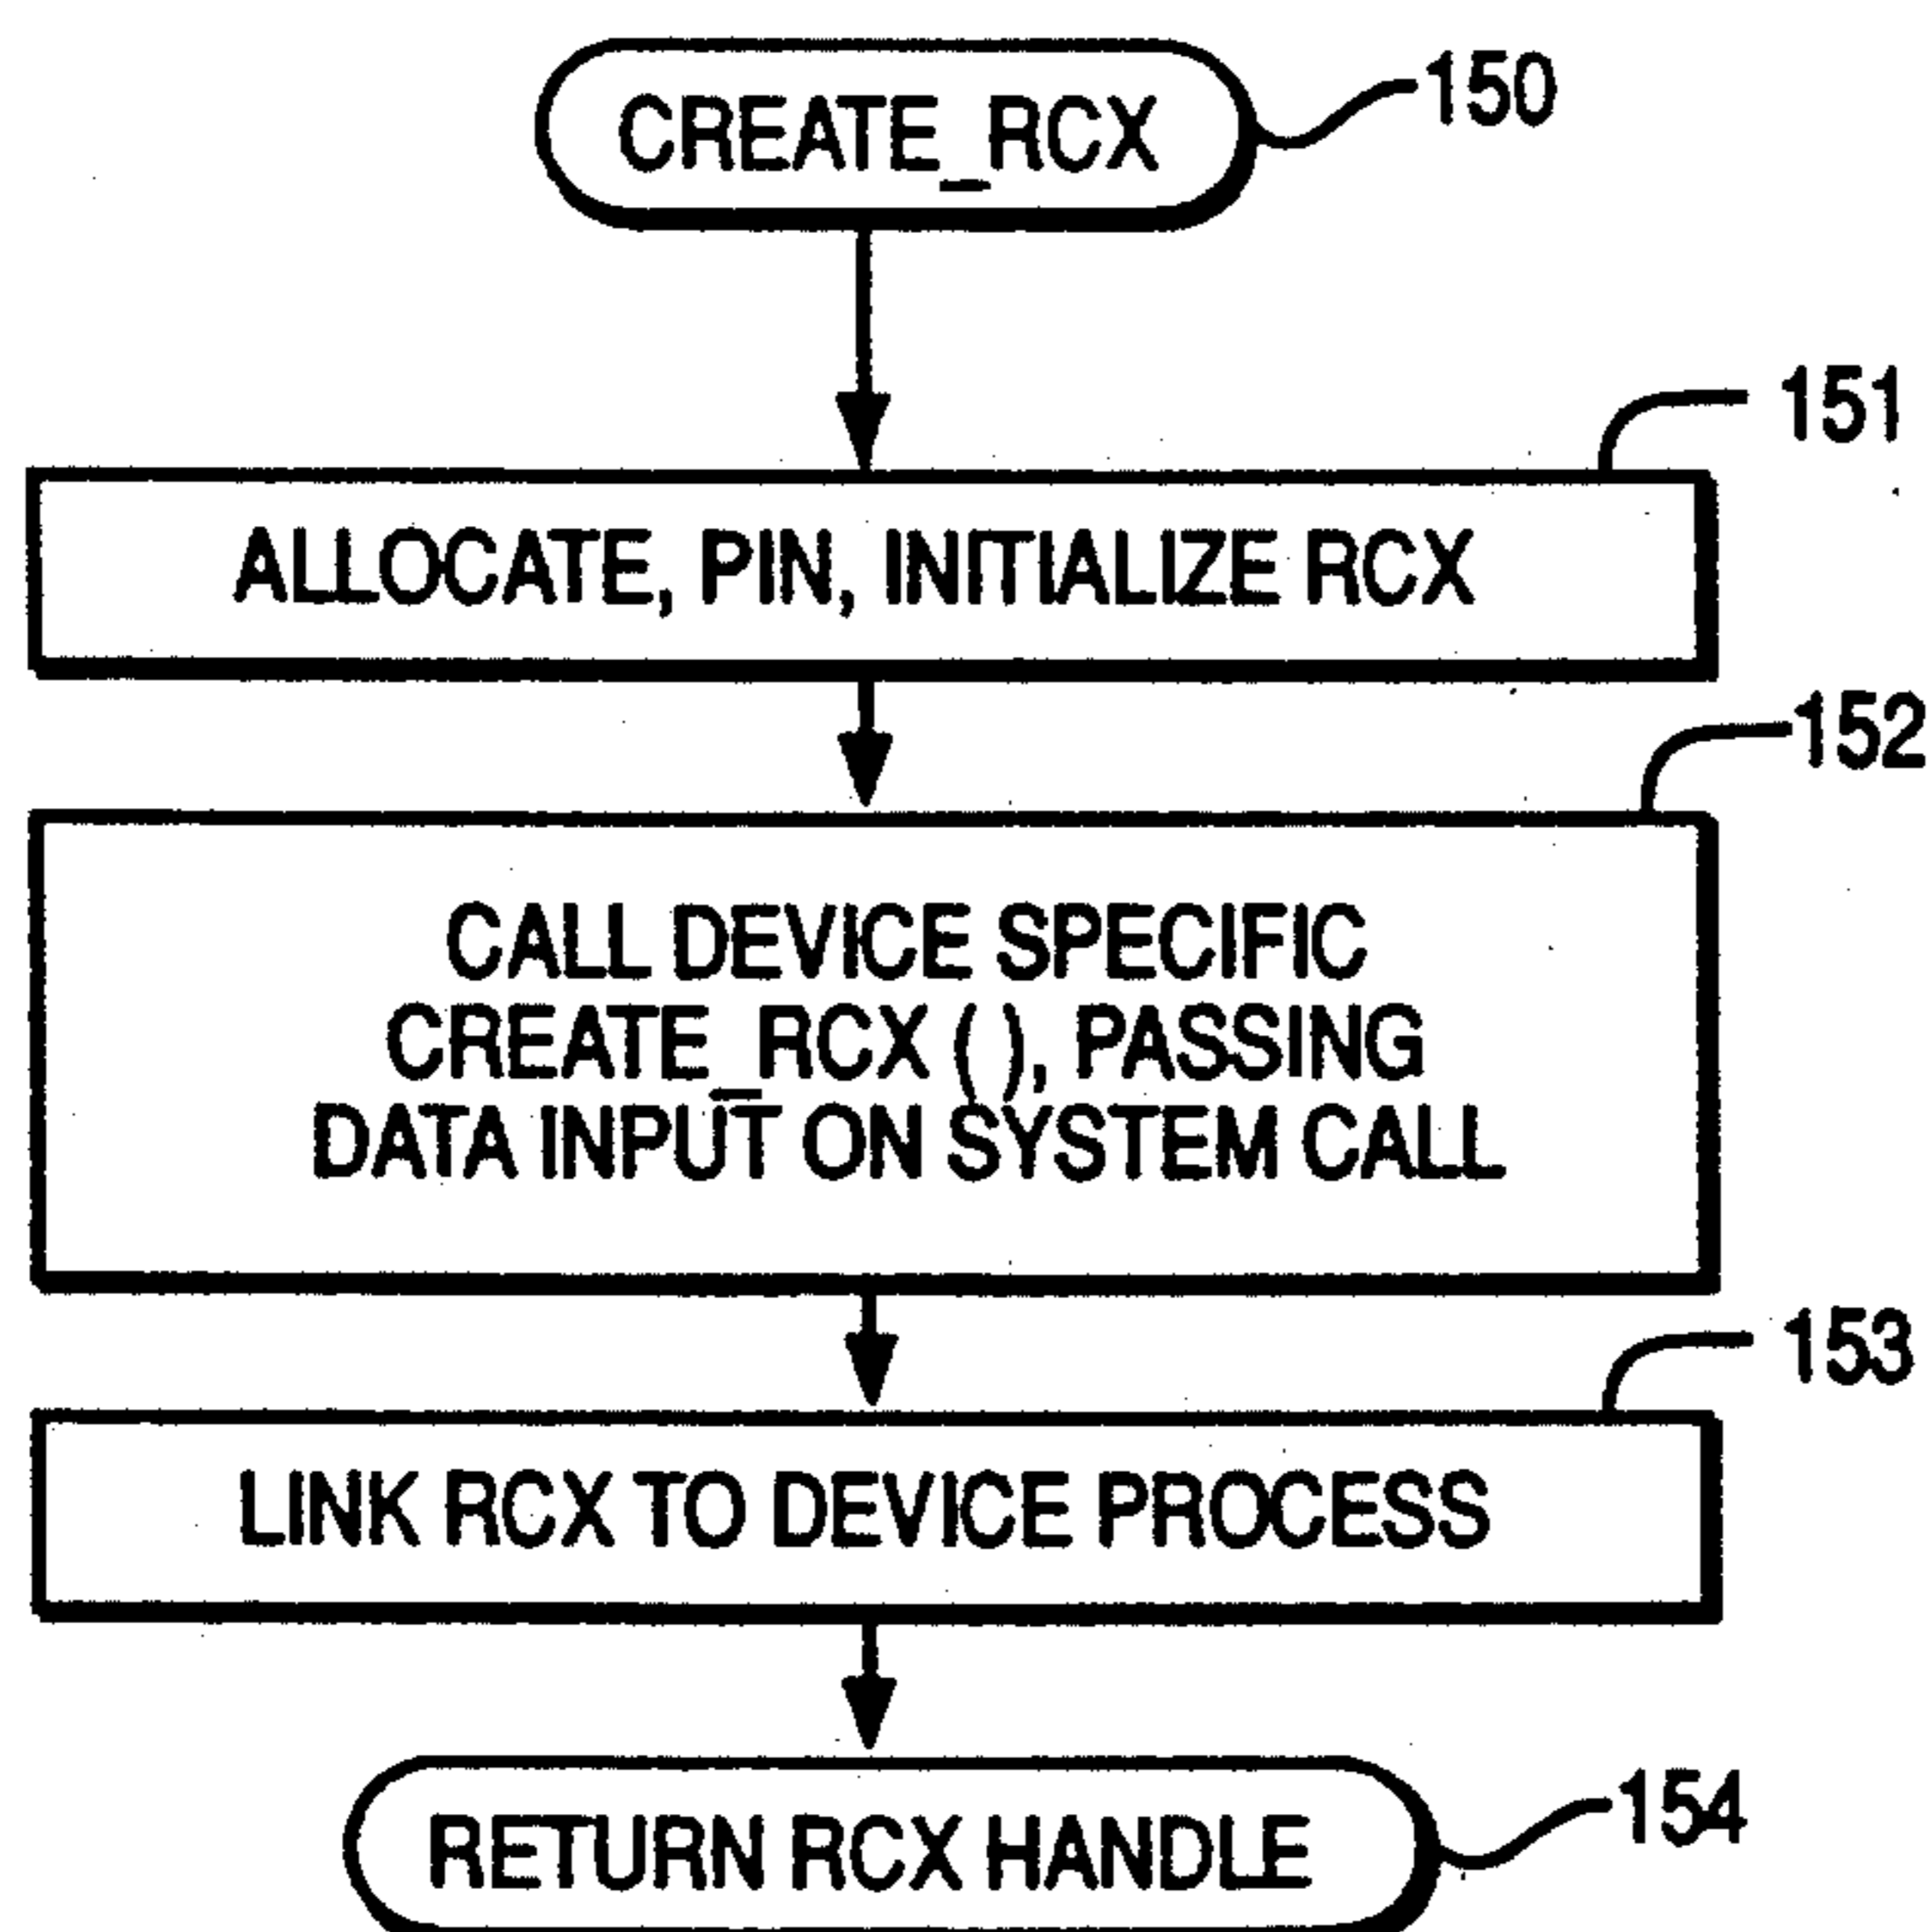 CREATE_RCX
150
151
ALLOCATE, PIN, INITIALIZE RCX
152
CALL DEVICE SPECIFIC
CREATE_RCX ( ), PASSING
DATA INPUT ON SYSTEM CALL
153
LINK RCX TO DEVICE PROCESS
RETURN RCX HANDLE
154